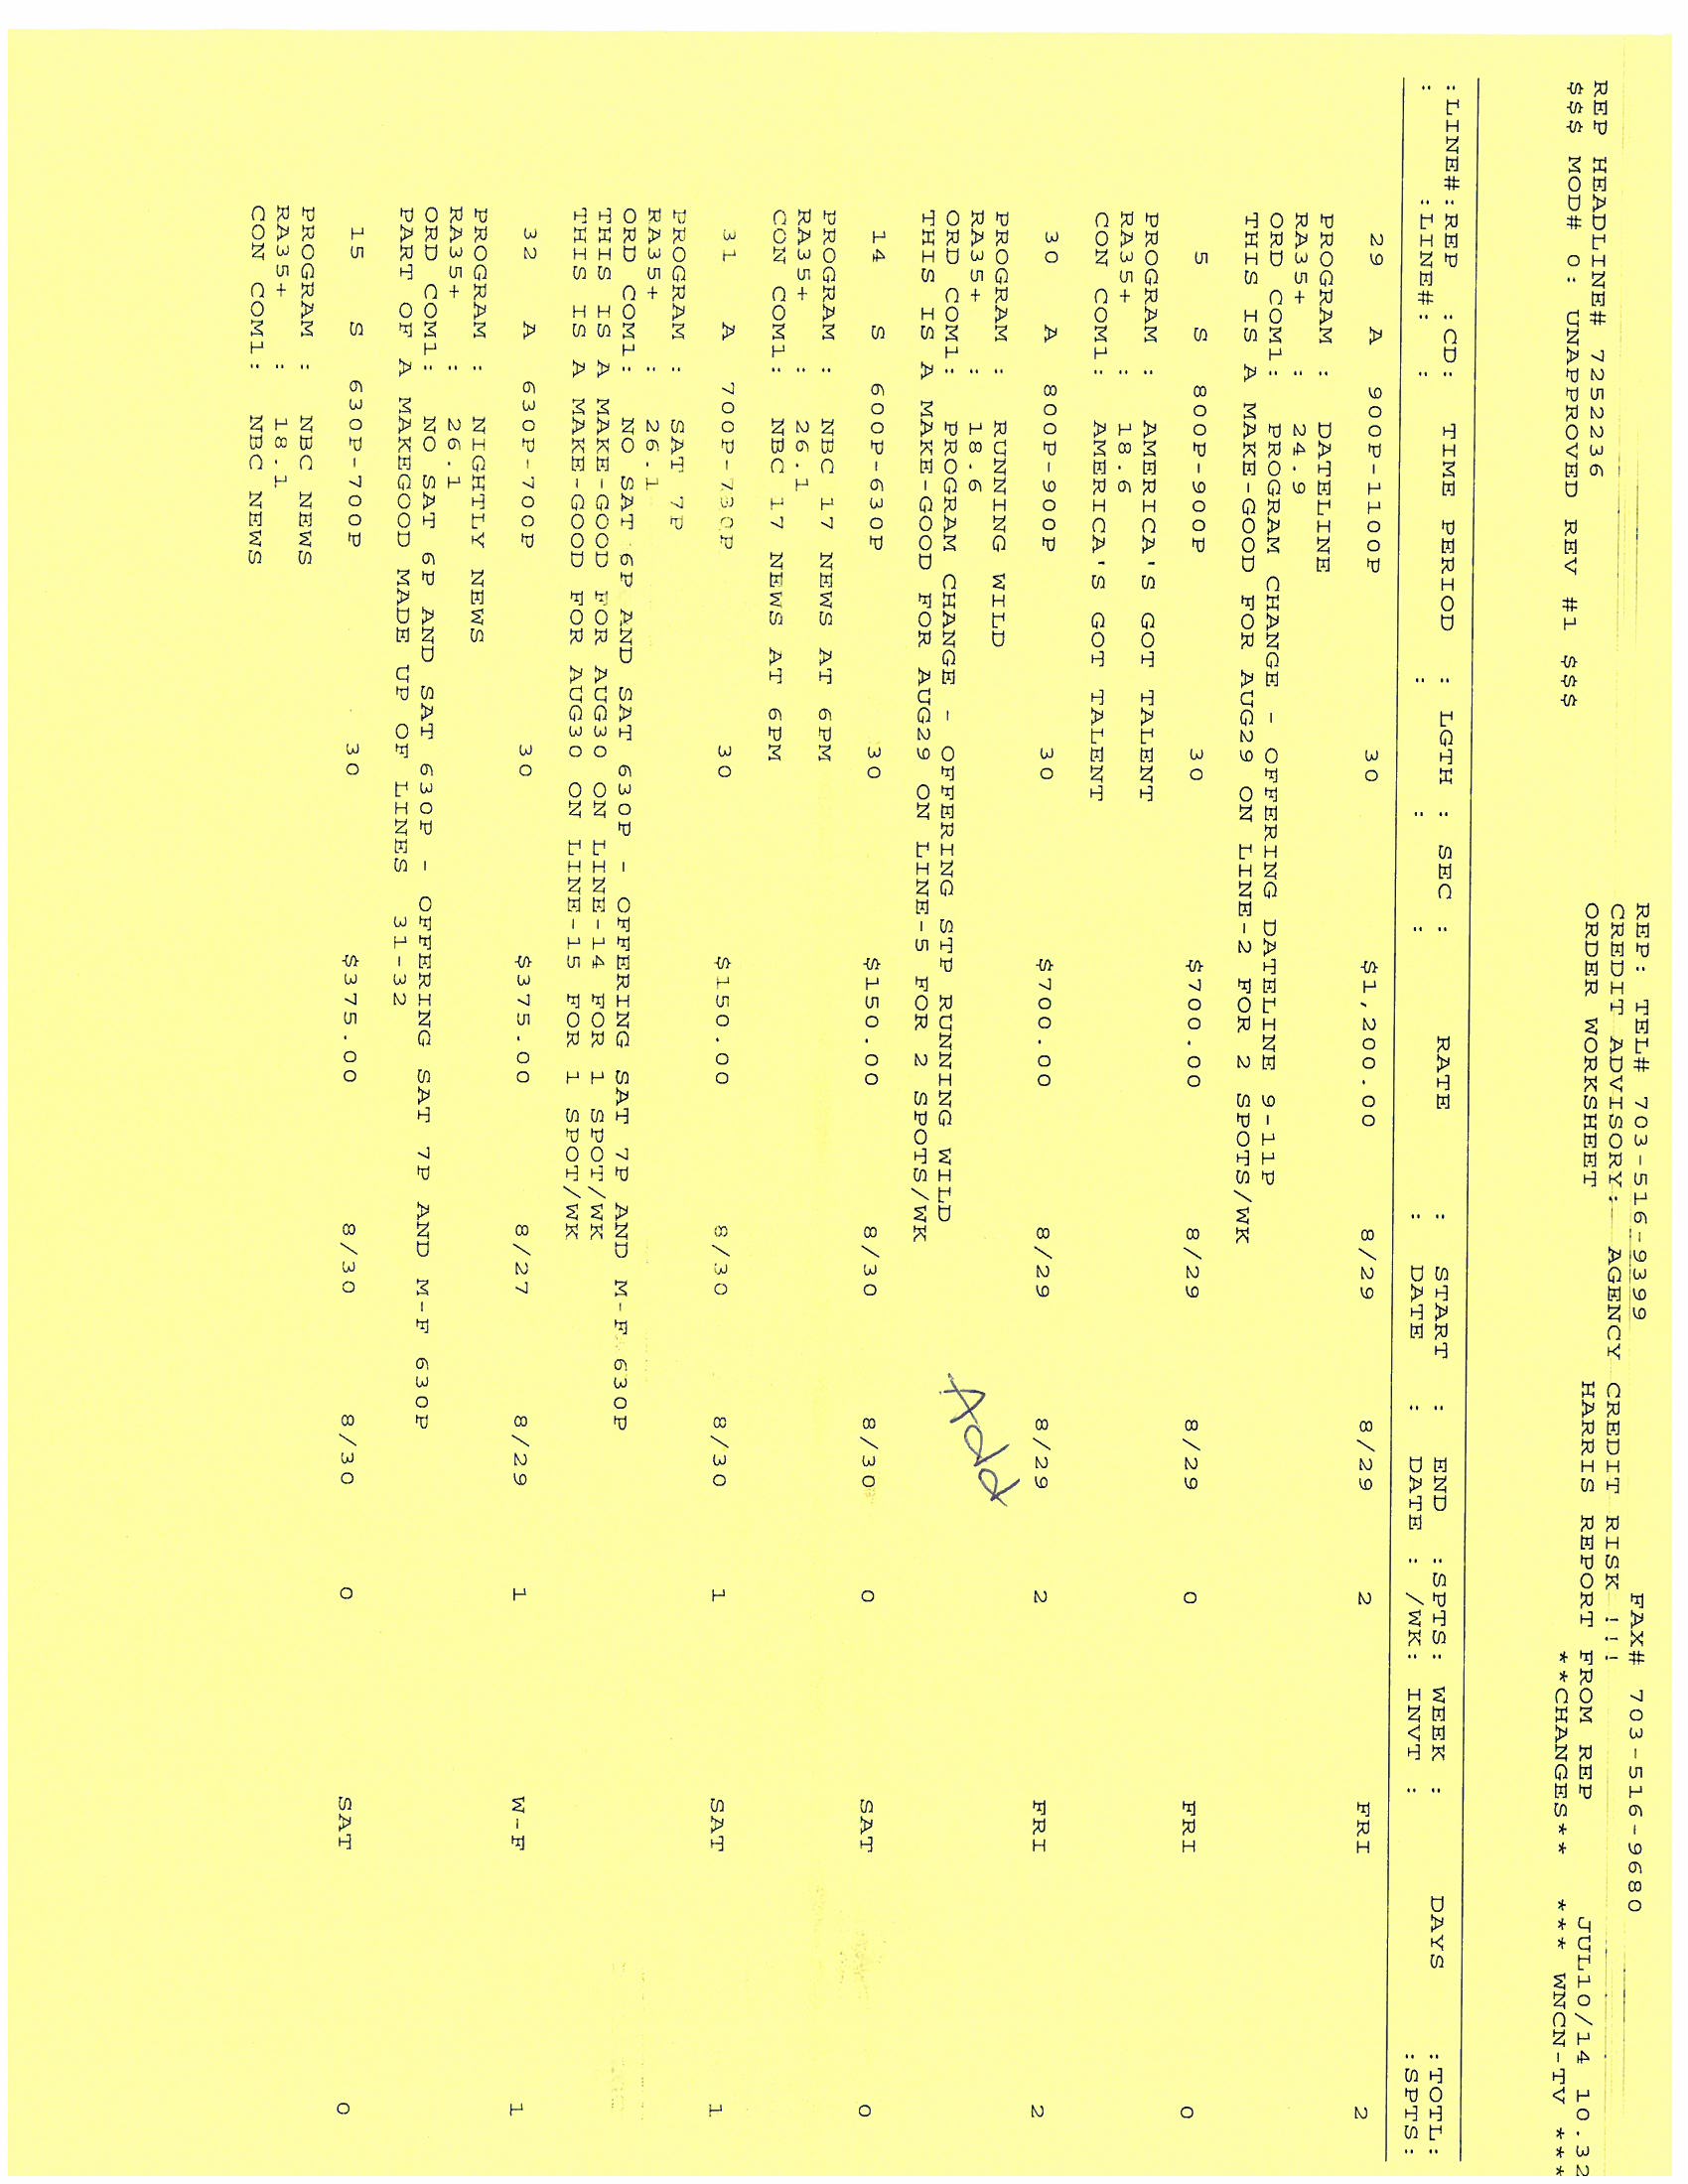 REP: TEL# 703-516-9399 FAX# 703-516-9680
CREDIT ADVISORY: AGENCY CREDIT RISK !!!
REP HEADLINE# 725236 ORDER WORKSHEET HARRIS REPORT FROM REP JUL10/14 10.32
$$$ MOD# 0: UNAPPROVED REV #1 $$$ **CHANGES** *** WNCN-TV ***
:LINE#:REP :CD: TIME PERIOD : LGTH : SEC : RATE : START : END :SPTS: WEEK : DAYS :TOTL:
: :LINE#: : : : : : DATE : DATE : /WK: INVT : :SPTS:
29 A 900P-1100P 30 $1,200.00 8/29 8/29 2 FRI 2
PROGRAM : DATELINE
RA35+ : 24.9
ORD COM1: PROGRAM CHANGE - OFFERING DATELINE 9-11P
THIS IS A MAKE-GOOD FOR AUG29 ON LINE-2 FOR 2 SPOTS/WK
5 S 800P-900P 30 $700.00 8/29 8/29 0 FRI 0
PROGRAM : AMERICA'S GOT TALENT
RA35+ : 18.6
CON COM1: AMERICA'S GOT TALENT
30 A 800P-900P 30 $700.00 8/29 8/29 2 FRI 2
PROGRAM : RUNNING WILD
RA35+ : 18.6
ORD COM1: PROGRAM CHANGE - OFFERING STP RUNNING WILD
THIS IS A MAKE-GOOD FOR AUG29 ON LINE-5 FOR 2 SPOTS/WK
Add
14 S 600P-630P 30 $150.00 8/30 8/30 0 SAT 0
PROGRAM : NBC 17 NEWS AT 6PM
RA35+ : 26.1
CON COM1: NBC 17 NEWS AT 6PM
31 A 700P-730P 30 $150.00 8/30 8/30 1 SAT 1
PROGRAM : SAT 7P
RA35+ : 26.1
ORD COM1: NO SAT 6P AND SAT 630P - OFFERING SAT 7P AND M-F 630P
THIS IS A MAKE-GOOD FOR AUG30 ON LINE-14 FOR 1 SPOT/WK
THIS IS A MAKE-GOOD FOR AUG30 ON LINE-15 FOR 1 SPOT/WK
32 A 630P-700P 30 $375.00 8/27 8/29 1 W-F 1
PROGRAM : NIGHTLY NEWS
RA35+ : 26.1
ORD COM1: NO SAT 6P AND SAT 630P - OFFERING SAT 7P AND M-F 630P
PART OF A MAKEGOOD MADE UP OF LINES 31-32
15 S 630P-700P 30 $375.00 8/30 8/30 0 SAT 0
PROGRAM : NBC NEWS
RA35+ : 18.1
CON COM1: NBC NEWS